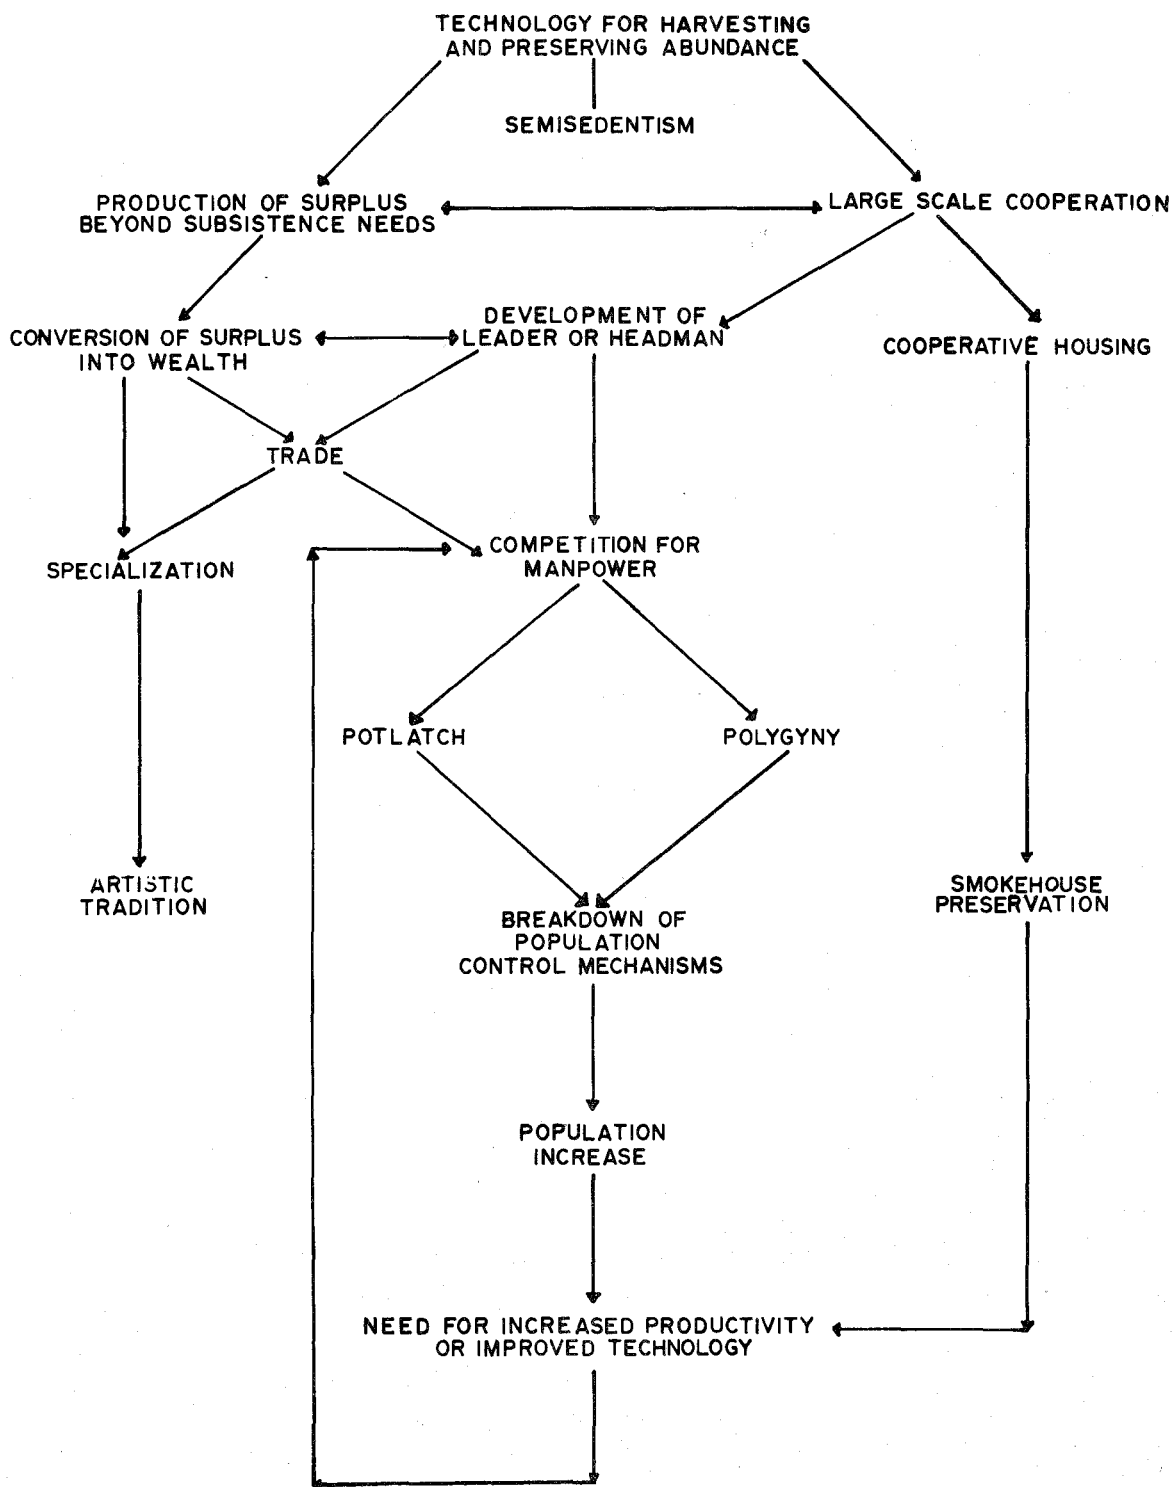 TECHNOLOGY FOR HARVESTING
AND PRESERVING ABUNDANCE
SEMISEDENTISM
PRODUCTION OF SURPLUS
BEYOND SUBSISTENCE NEEDS
LARGE SCALE COOPERATION
CONVERSION OF SURPLUS
INTO WEALTH
DEVELOPMENT OF
LEADER OR HEADMAN
COOPERATIVE HOUSING
TRADE
SPECIALIZATION
COMPETITION FOR
MANPOWER
POTLATCH
POLYGYNY
ARTISTIC
TRADITION
SMOKEHOUSE
PRESERVATION
BREAKDOWN OF
POPULATION
CONTROL MECHANISMS
POPULATION
INCREASE
NEED FOR INCREASED PRODUCTIVITY
OR IMPROVED TECHNOLOGY